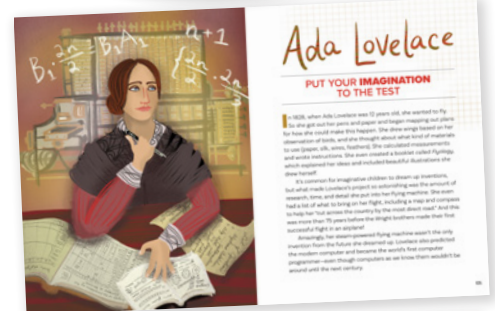 B₁·2n/2 = B₁A₁
n+1
{2n/2 · 2n
Ada Lovelace
PUT YOUR IMAGINATION
TO THE TEST
In 1828, when Ada Lovelace was 12 years old, she wanted to fly.
So she got out her pens and paper and began mapping out plans
for how she could make this happen. She drew wings based on her
observation of birds, and she thought about what kind of materials
to use (paper, silk, wires, feathers). She calculated measurements
and wrote instructions. She even created a booklet called Flyology,
which explained her ideas and included beautiful illustrations she
drew herself.
It's common for imaginative children to dream up inventions,
but what made Lovelace's project so astonishing was the amount of
research, time, and detail she put into her flying machine. She even
had a list of what to bring on her flight, including a map and compass
to help her "cut across the country by the most direct road." And this
was more than 75 years before the Wright brothers made their first
successful flight in an airplane!
Amazingly, her steam-powered flying machine wasn't the only
invention from the future she dreamed up. Lovelace also predicted
the modern computer and became the world's first computer
programmer—even though computers as we know them wouldn't be
around until the next century.